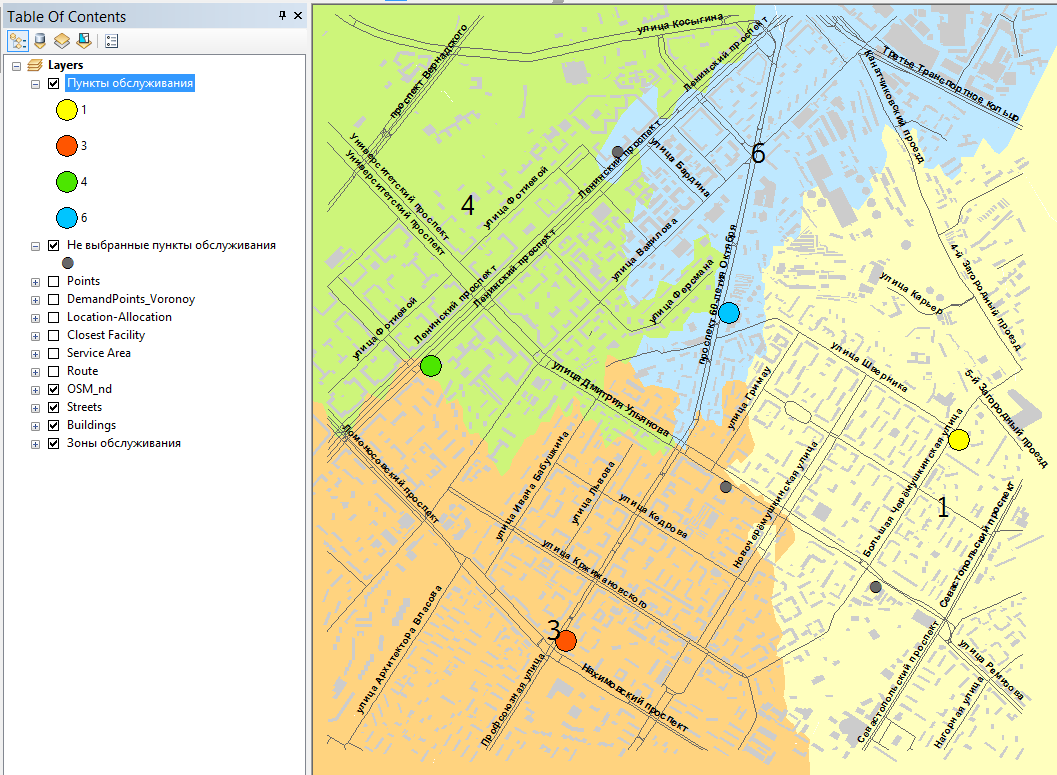 Table Of Contents
Layers
Пункты обслуживания
1
3
4
6
Не выбранные пункты обслуживания
Points
DemandPoints_Voronoy
Location-Allocation
Closest Facility
Service Area
Route
OSM_nd
Streets
Buildings
Зоны обслуживания
улица Косыгина
Ленинский проспект
проспект Вернадского
Третье Транспортное кольцо
Канатчиковский проезд
Университетский проспект
Университетский проспект
улица Фотиевой
Ленинский проспект
улица Бардина
6
4
улица Вавилова
Ленинский проспект
4-й Загородный проезд
улица Ферсмана
проспект 60-летия Октября
улица Карьер
Ленинский проспект
улица Фотиевой
улица Шверника
улица Дмитрия Ульянова
улица Гримау
5-й Загородный проезд
Ломоносовский проспект
улица Ивана Бабушкина
улица Львова
улица Кедрова
Новочерёмушкинская улица
Большая Черёмушкинская улица
1
Севастопольский проспект
улица Кржижановского
улица Архитектора Власова
3
Профсоюзная улица
Нахимовский проспект
Севастопольский проспект
улица Ремизова
Нагорная улица